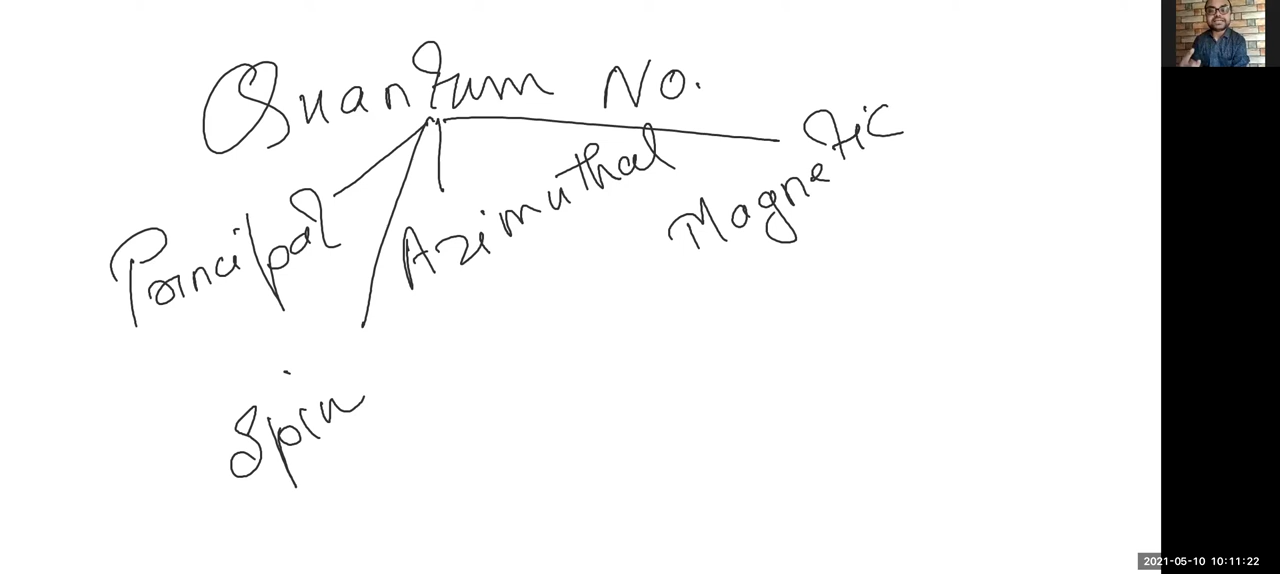 Quantum No.
Principal
Azimuthal
Magnetic
Spin
2021-05-10 10:11:22